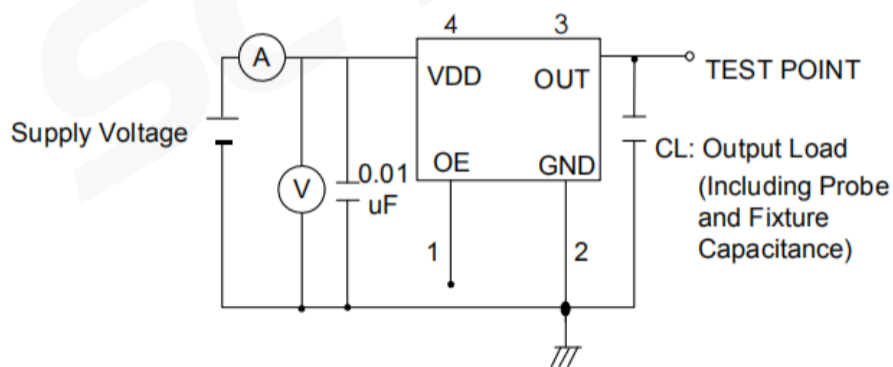 4 3
A
VDD OUT
TEST POINT
Supply Voltage
V
0.01
uF
OE GND
CL: Output Load
(Including Probe
and Fixture
Capacitance)
1 2